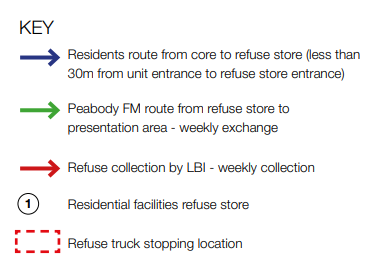 KEY
Residents route from core to refuse store (less than
30m from unit entrance to refuse store entrance)
Peabody FM route from refuse store to
presentation area - weekly exchange
Refuse collection by LBI - weekly collection
1 Residential facilities refuse store
Refuse truck stopping location